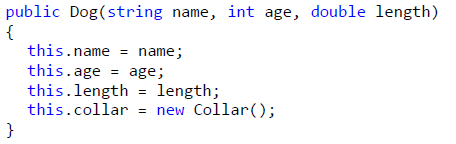 public Dog(string name, int age, double length)
{
this.name = name;
this.age = age;
this.length = length;
this.collar = new Collar();
}